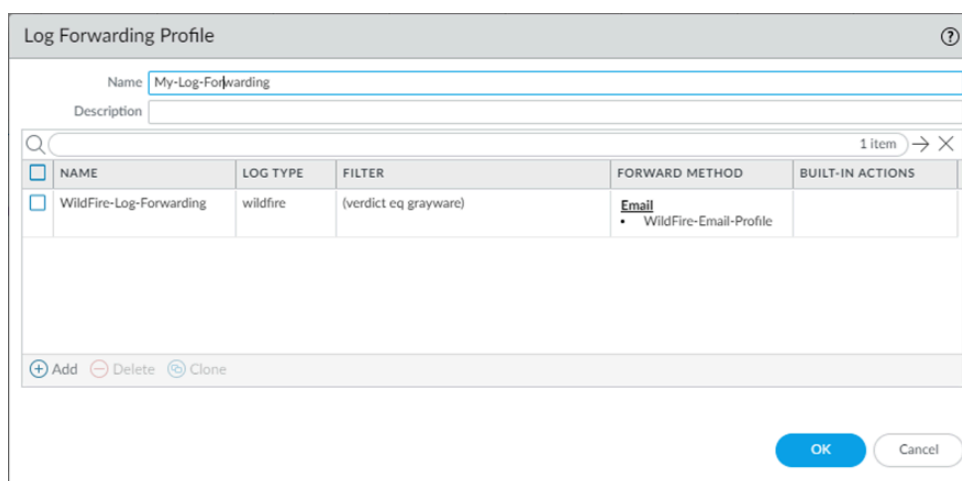 Log Forwarding Profile
Name My-Log-Forwarding
Description
1 item
NAME LOG TYPE FILTER FORWARD METHOD BUILT-IN ACTIONS
WildFire-Log-Forwarding wildfire (verdict eq grayware) Email
• WildFire-Email-Profile
Add Delete Clone
OK Cancel